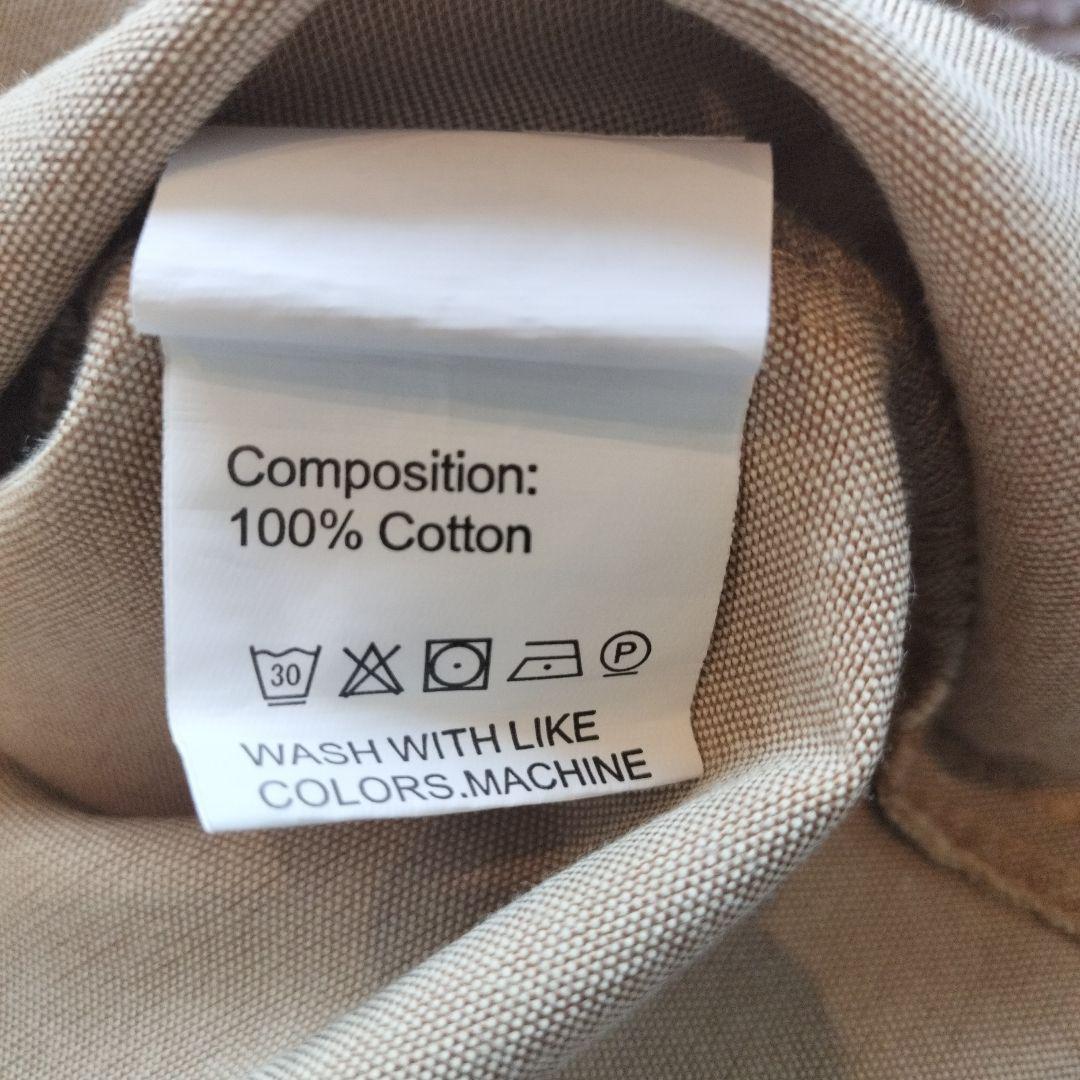 Composition:
100% Cotton
30
P
WASH WITH LIKE
COLORS.MACHINE